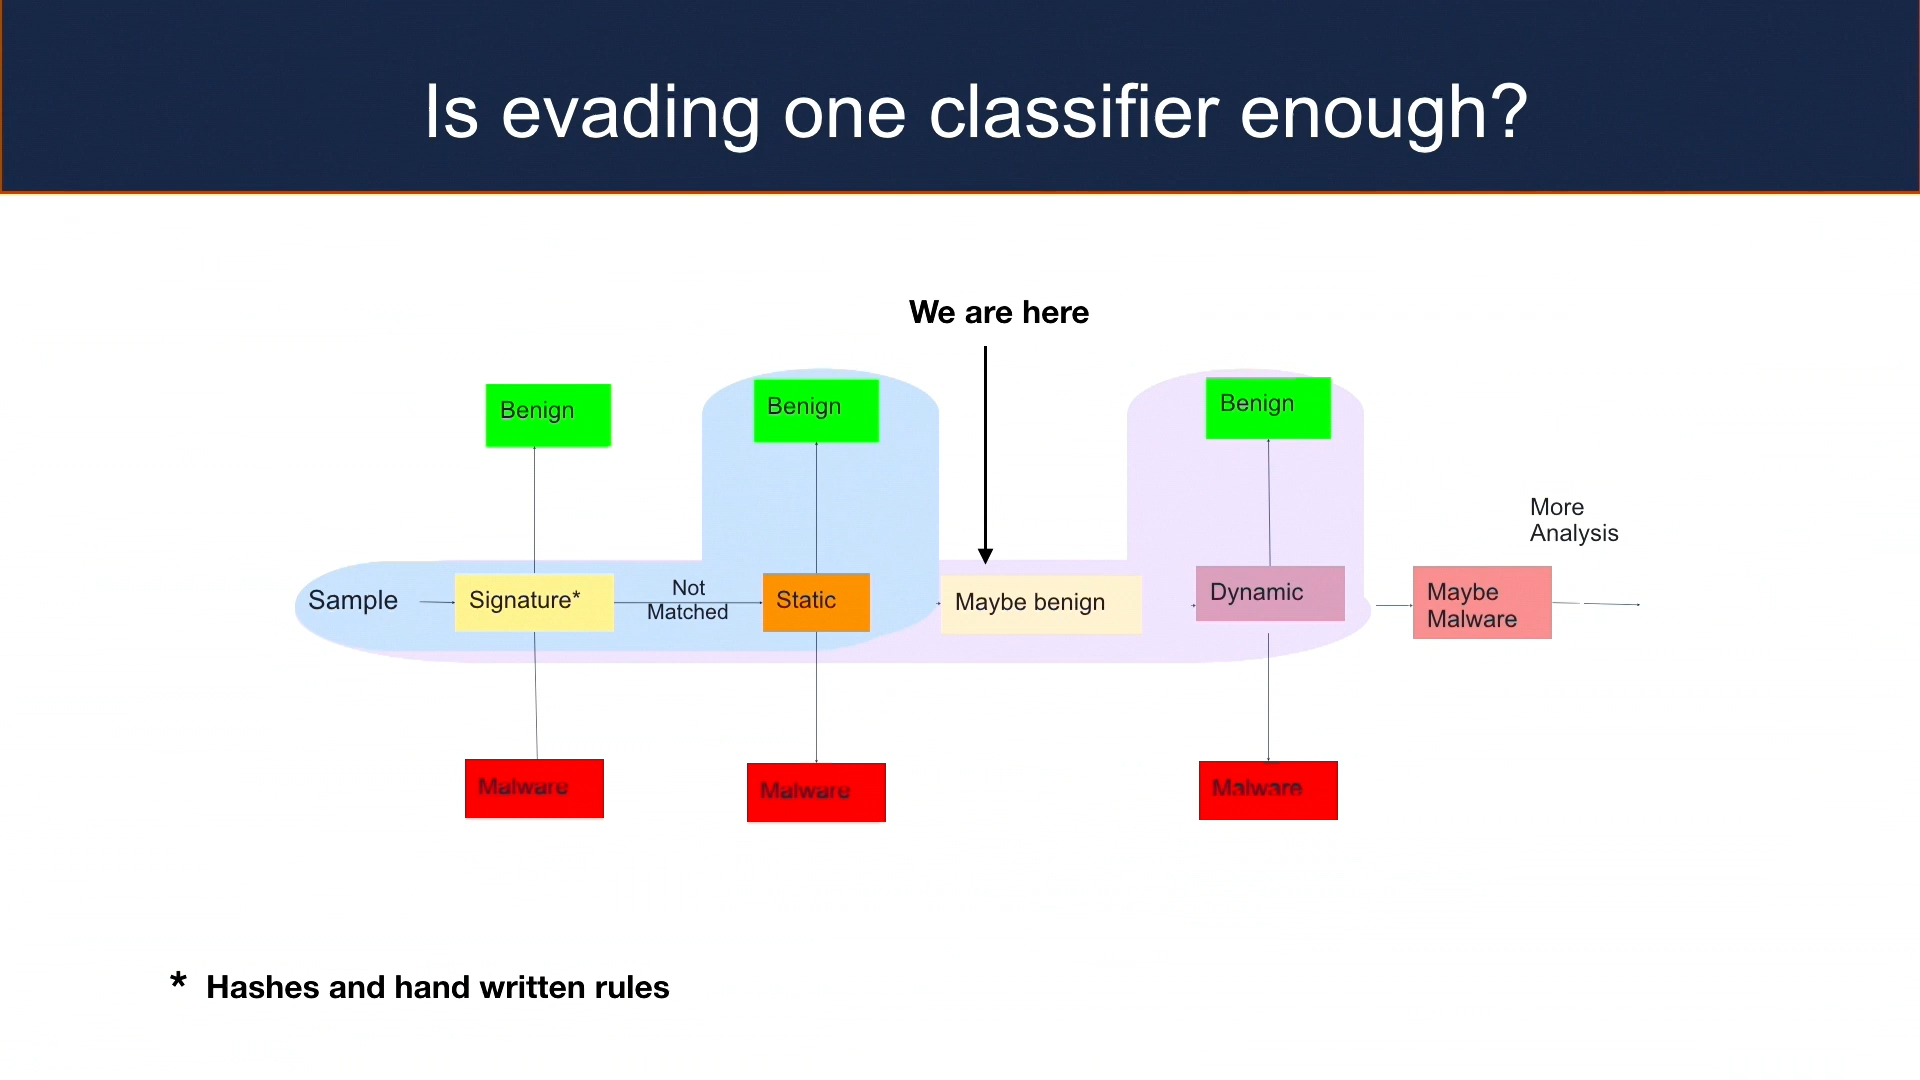 Is evading one classifier enough?
We are here
Benign
Benign
Benign
More
Analysis
Sample
Signature*
Not
Matched
Static
Maybe benign
Dynamic
Maybe
Malware
Malware
Malware
Malware
* Hashes and hand written rules